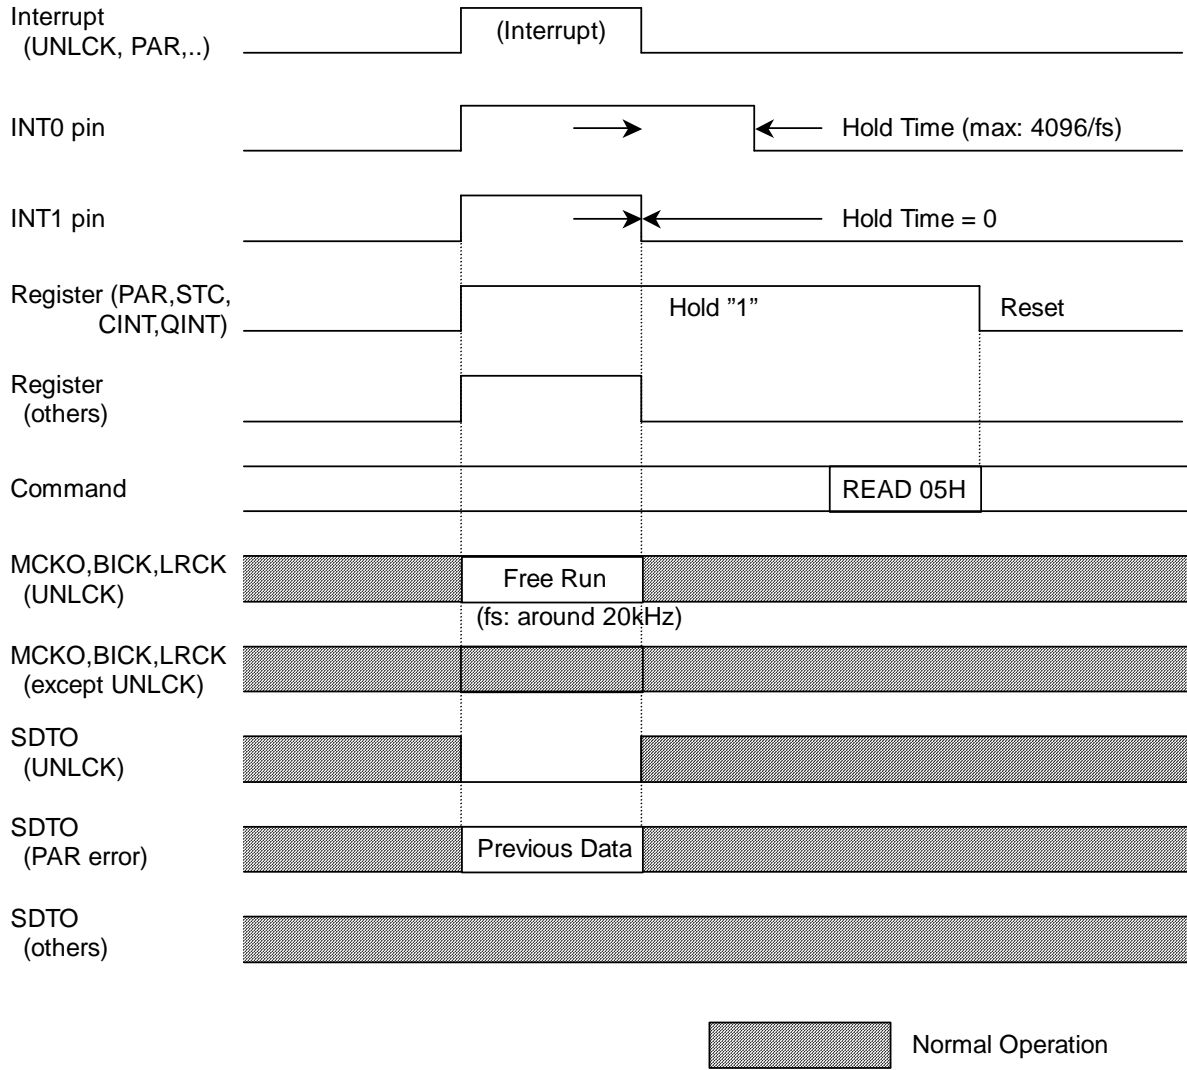 Interrupt
(UNLCK, PAR,..)
(Interrupt)
INT0 pin
Hold Time (max: 4096/fs)
INT1 pin
Hold Time = 0
Register (PAR,STC,
CINT,QINT)
Hold ”1”
Reset
Register
(others)
Command
READ 05H
MCKO,BICK,LRCK
(UNLCK)
Free Run
(fs: around 20kHz)
MCKO,BICK,LRCK
(except UNLCK)
SDTO
(UNLCK)
SDTO
(PAR error)
Previous Data
SDTO
(others)
Normal Operation